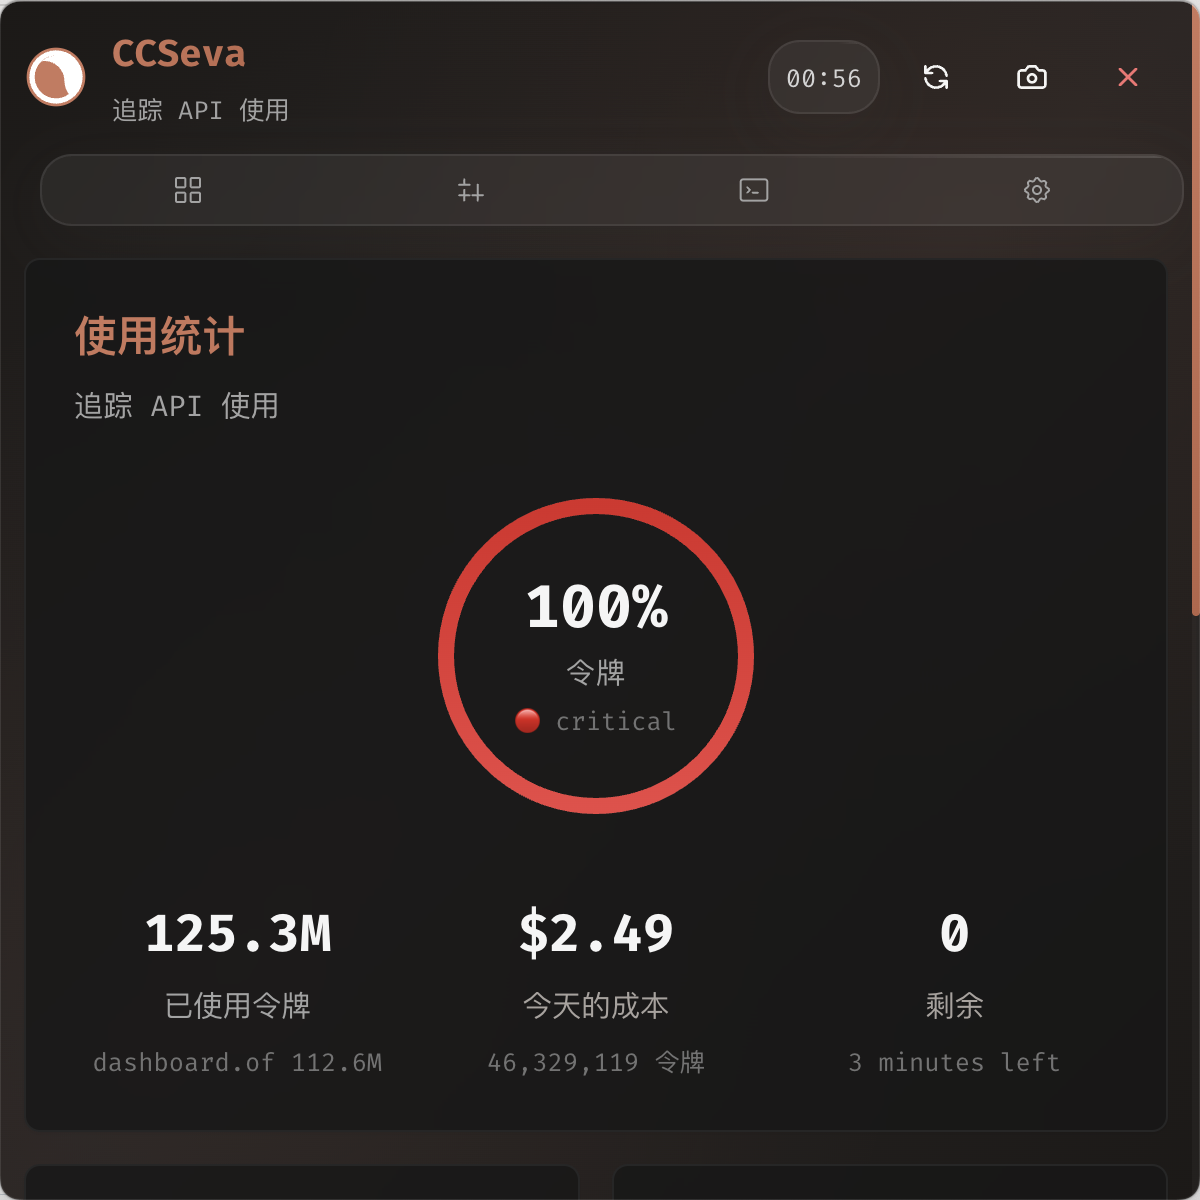 CCSeva
追踪 API 使用
00:56
使用统计
追踪 API 使用
100%
令牌
critical
125.3M
已使用令牌
dashboard.of 112.6M
$2.49
今天的成本
46,329,119 令牌
0
剩余
3 minutes left